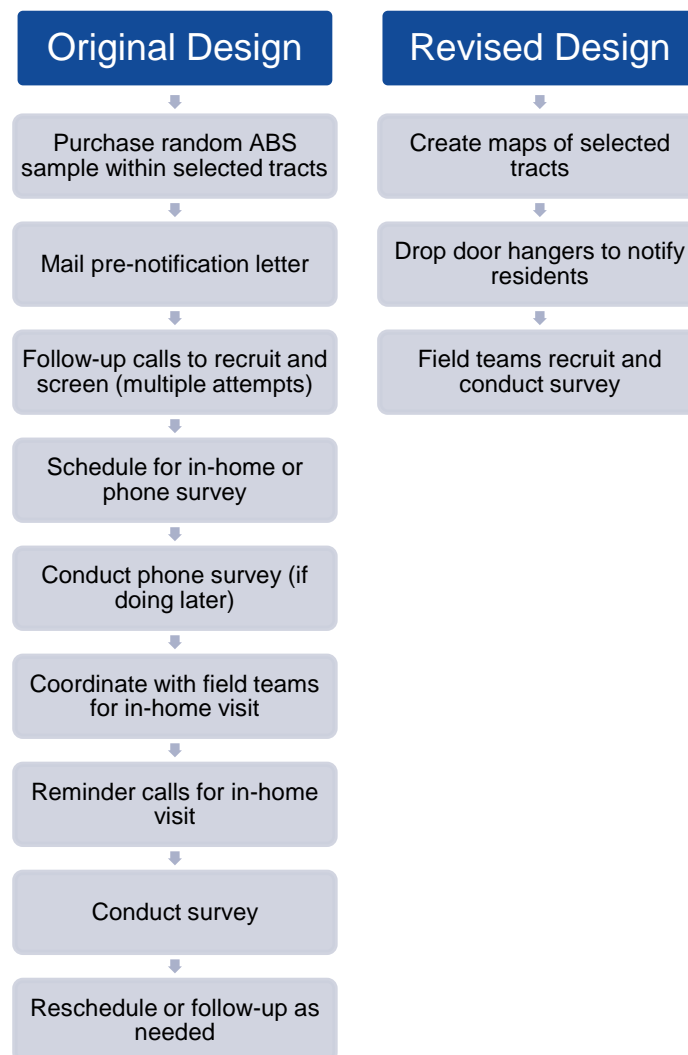 Original Design
Purchase random ABS
sample within selected tracts
Mail pre-notification letter
Follow-up calls to recruit and
screen (multiple attempts)
Schedule for in-home or
phone survey
Conduct phone survey (if
doing later)
Coordinate with field teams
for in-home visit
Reminder calls for in-home
visit
Conduct survey
Reschedule or follow-up as
needed
Revised Design
Create maps of selected
tracts
Drop door hangers to notify
residents
Field teams recruit and
conduct survey